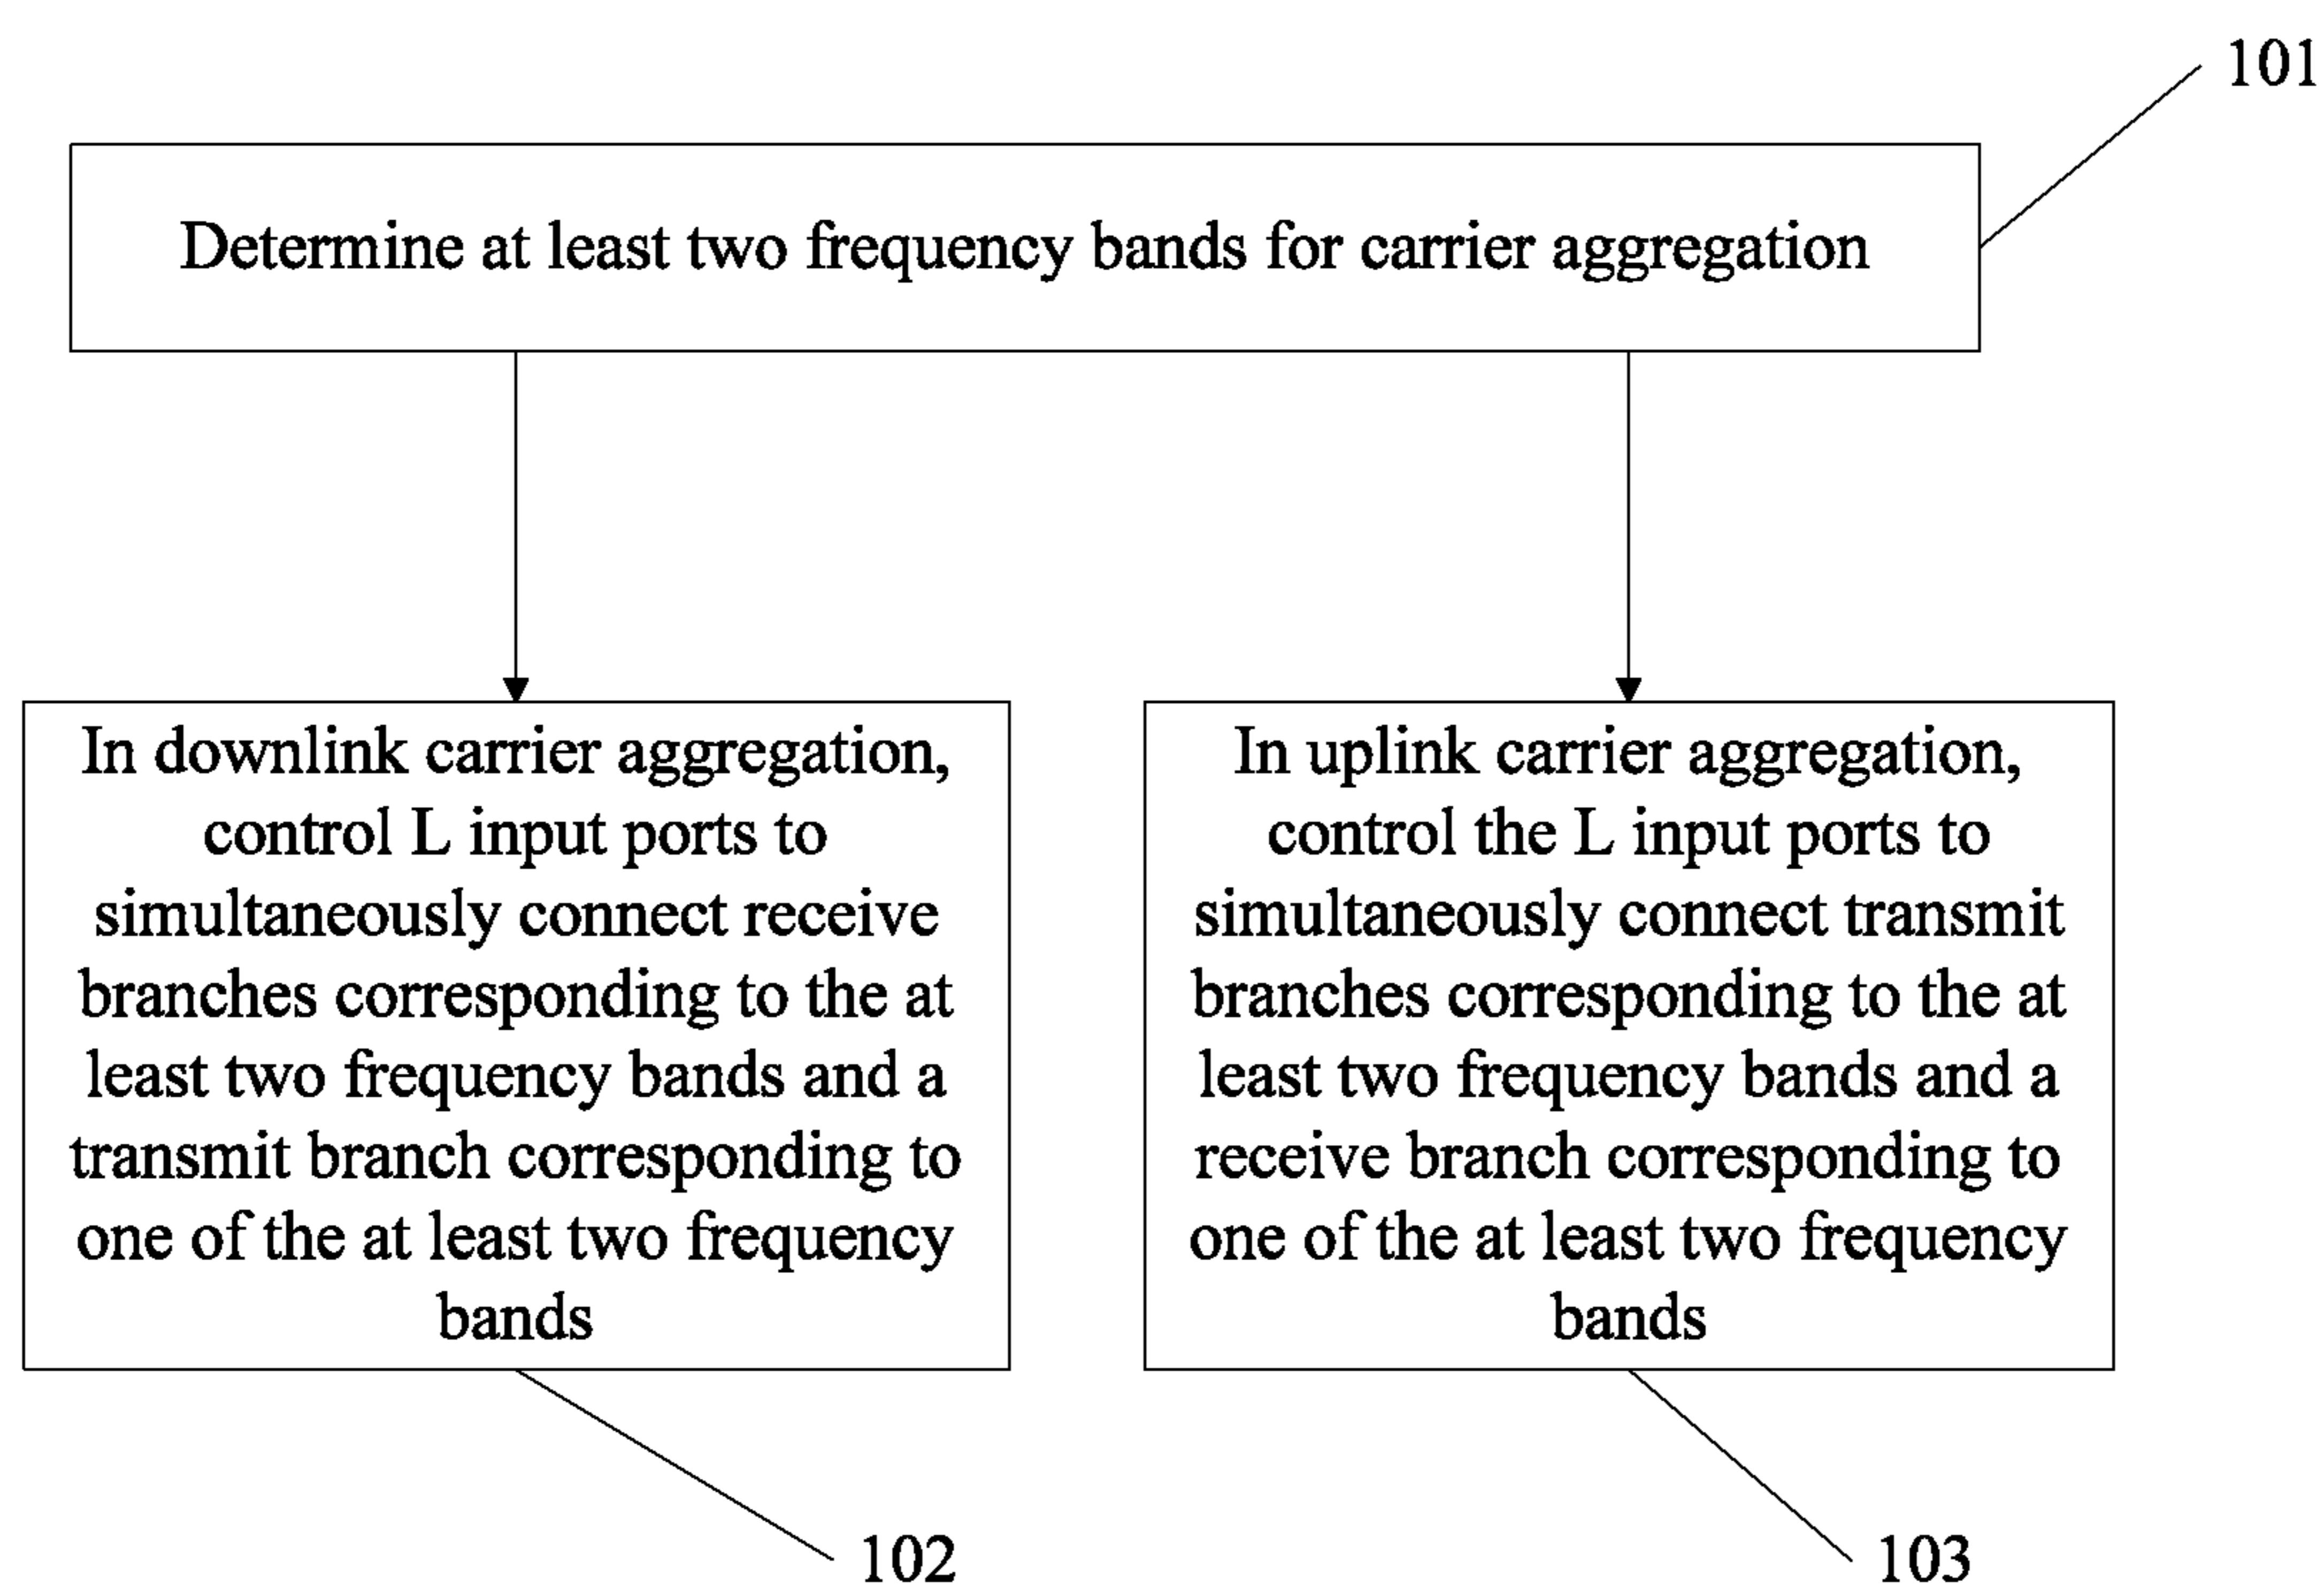 101
Determine at least two frequency bands for carrier aggregation
In downlink carrier aggregation,
control L input ports to
simultaneously connect receive
branches corresponding to the at
least two frequency bands and a
transmit branch corresponding to
one of the at least two frequency
bands
In uplink carrier aggregation,
control the L input ports to
simultaneously connect transmit
branches corresponding to the at
least two frequency bands and a
receive branch corresponding to
one of the at least two frequency
bands
102
103